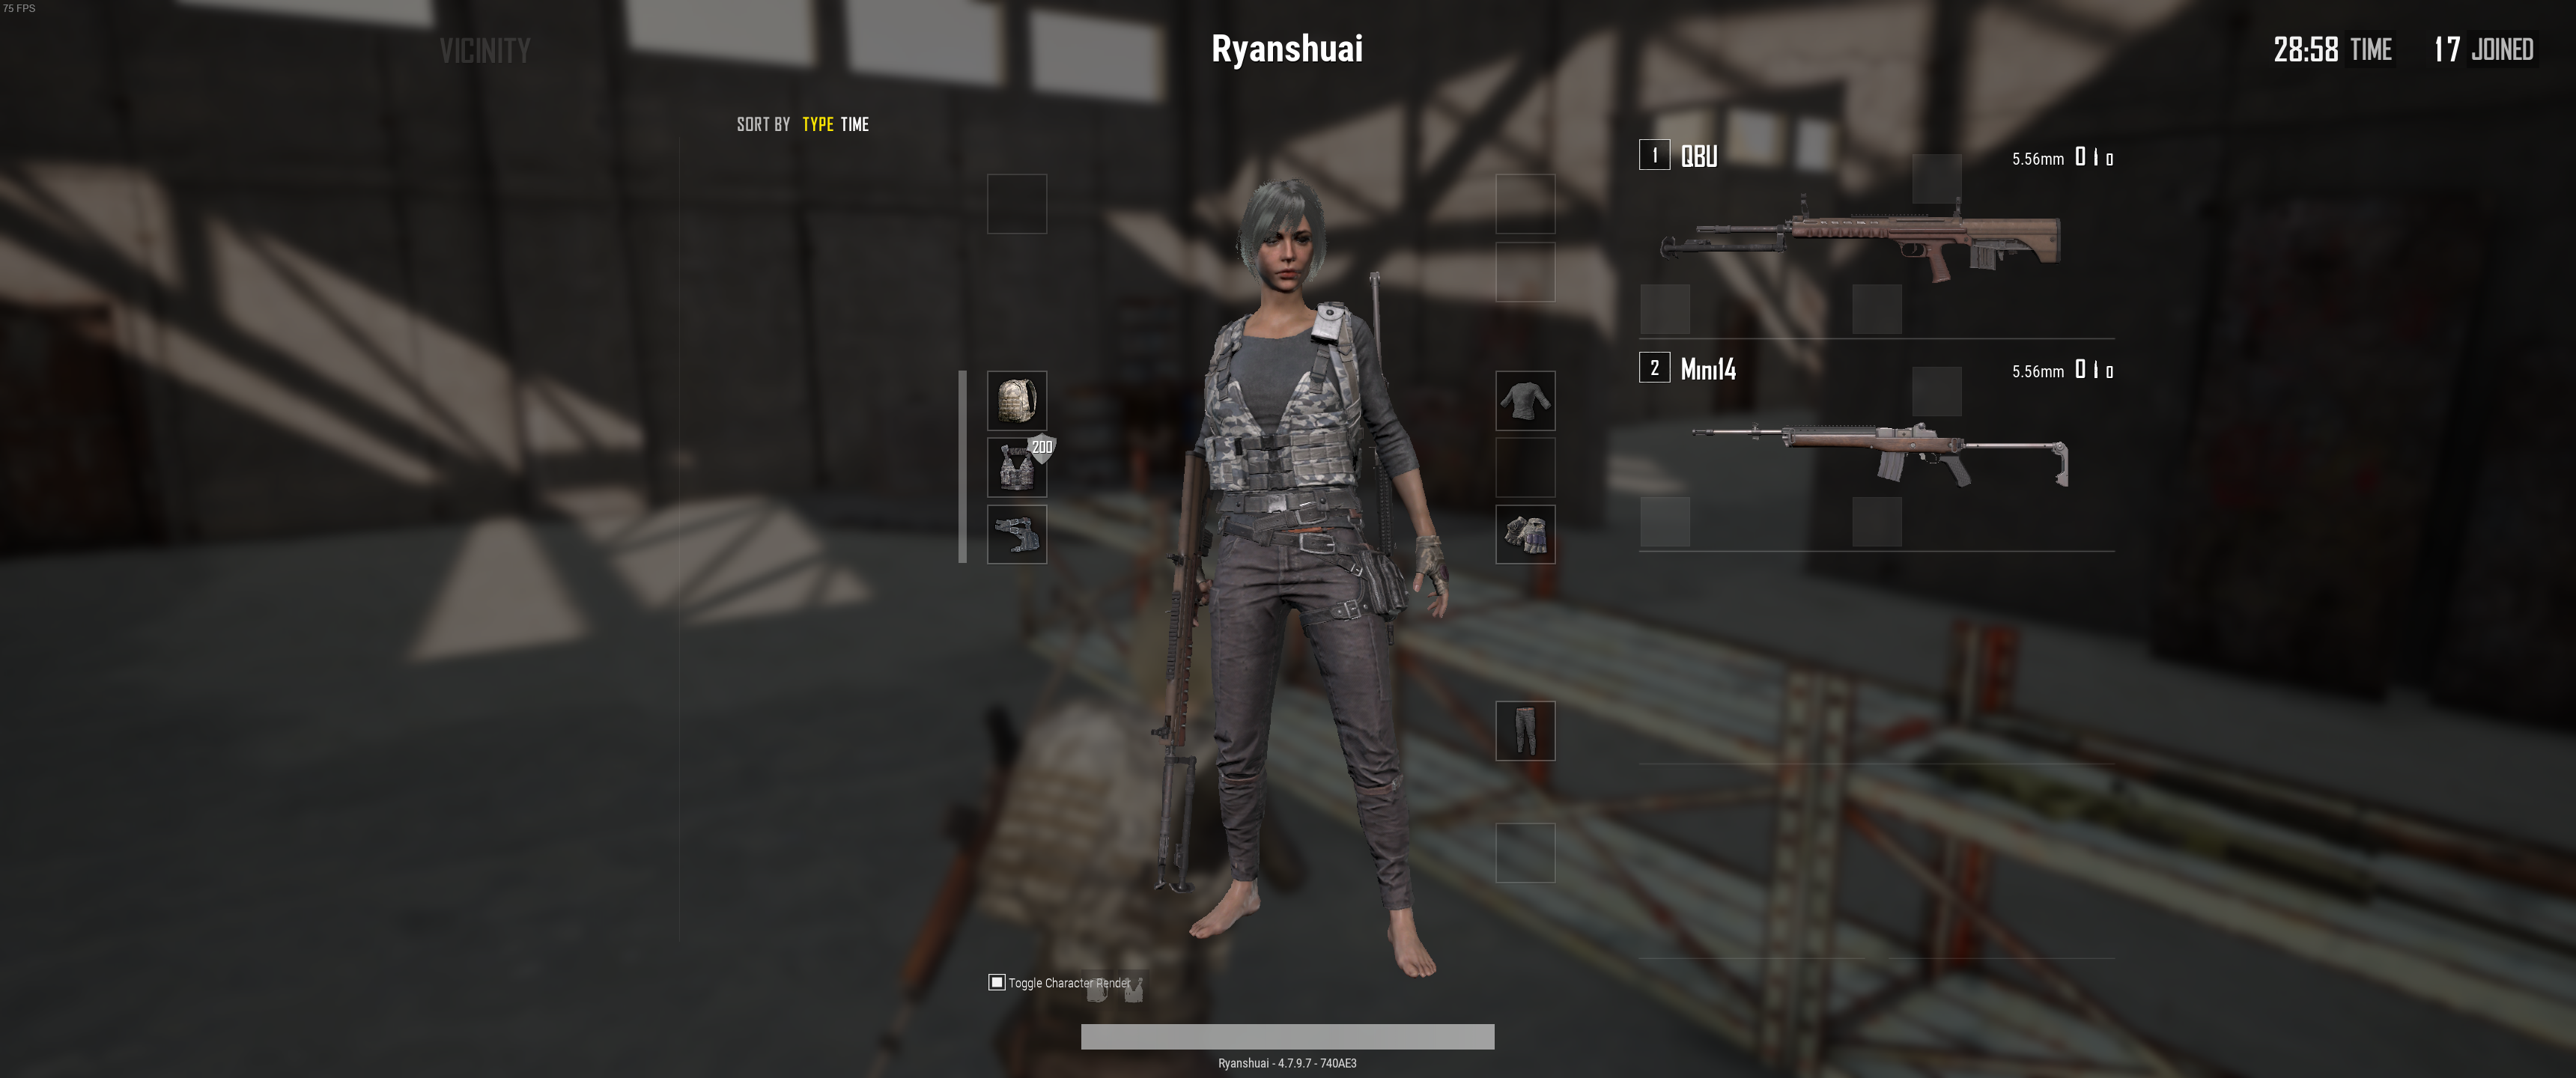 75 FPS
VICINITY
Ryanshuai
28:58 TIME 17 JOINED
SORT BY TYPE TIME
1 QBU 5.56mm 0 0
200
2 Mini14 5.56mm 0 0
Toggle Character Render
Ryanshuai - 4.7.9.7 - 740AE3